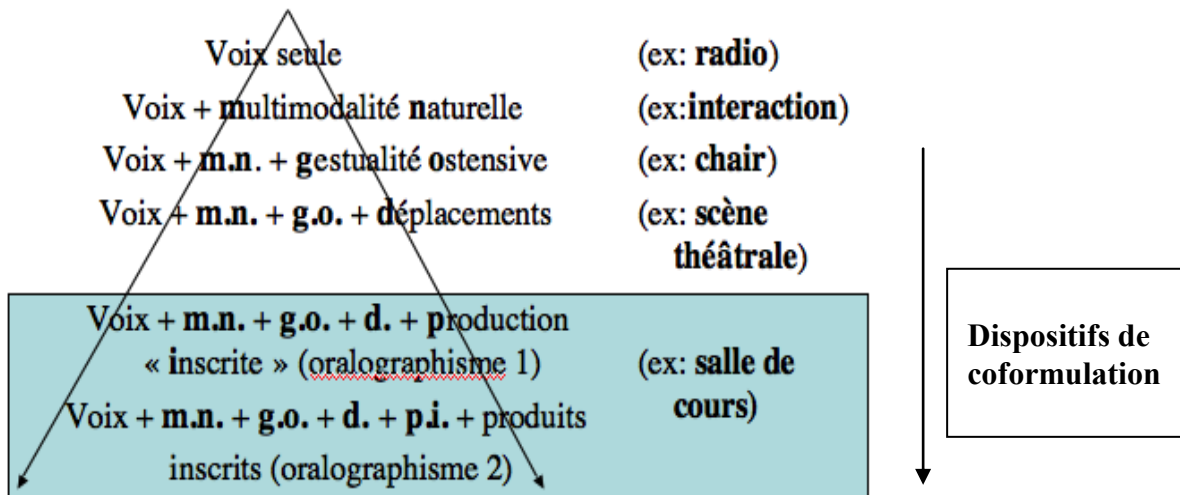 Voix seule (ex: radio)
Voix + multimodalité naturelle (ex:interaction)
Voix + m.n. + gestualité ostensive (ex: chair)
Voix + m.n. + g.o. + déplacements (ex: scène
théâtrale)
Voix + m.n. + g.o. + d. + production
« inscrite » (oralographisme 1) (ex: salle de
cours)
Voix + m.n. + g.o. + d. + p.i. + produits
inscrits (oralographisme 2)
Dispositifs de
coformulation